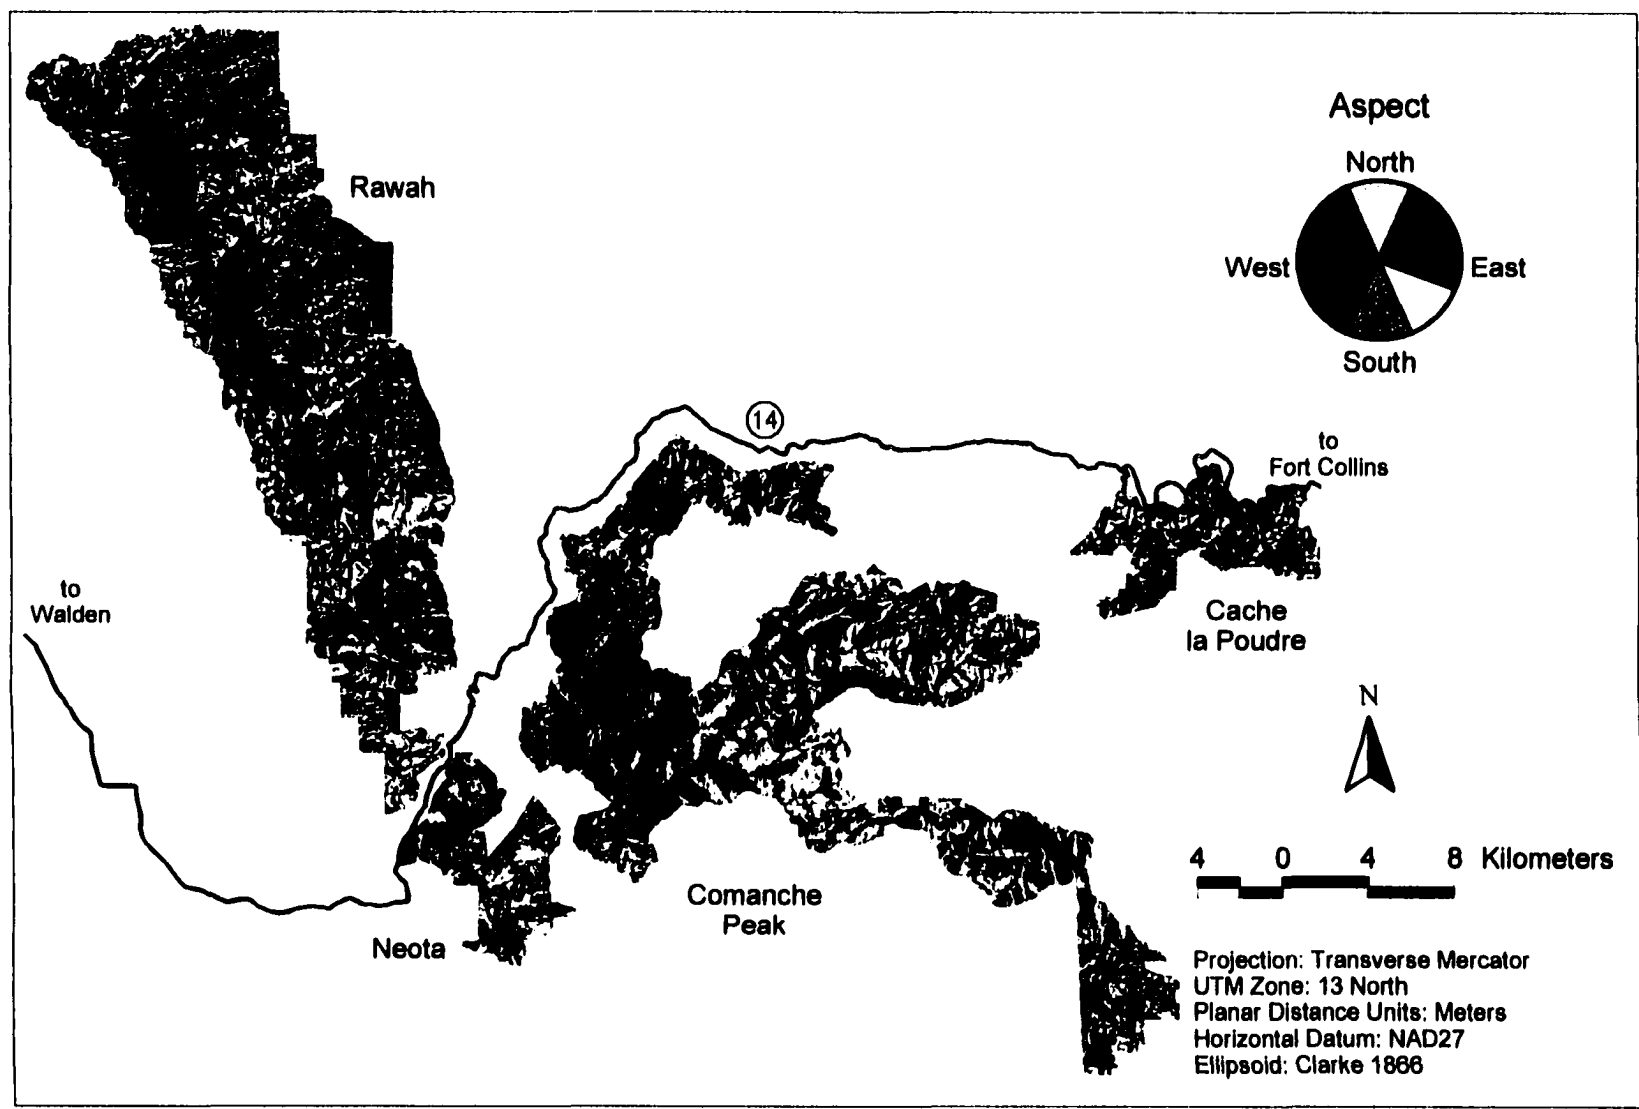 Aspect
North
West
East
South
Rawah
14
to
Fort Collins
to
Walden
Cache
la Poudre
N
4 0 4 8 Kilometers
Comanche
Peak
Neota
Projection: Transverse Mercator
UTM Zone: 13 North
Planar Distance Units: Meters
Horizontal Datum: NAD27
Ellipsoid: Clarke 1866